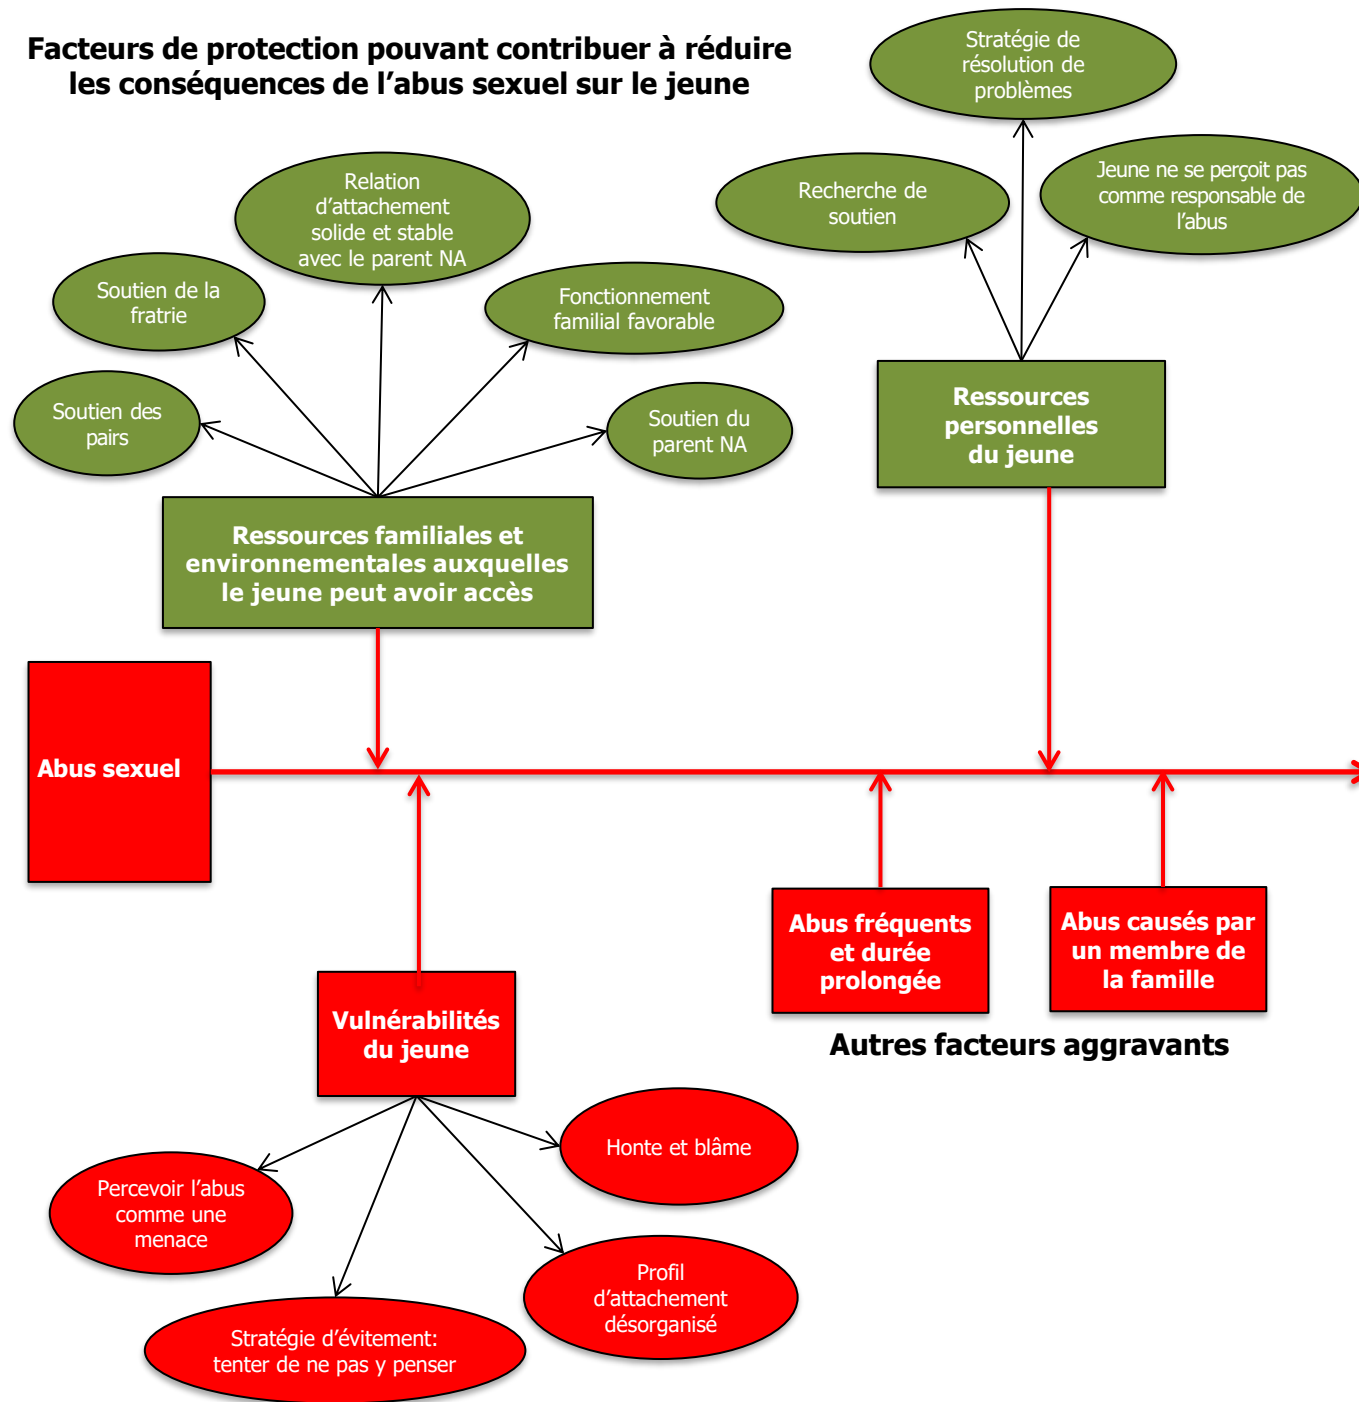 Facteurs de protection pouvant contribuer à réduire
les conséquences de l’abus sexuel sur le jeune
Stratégie de
résolution de
problèmes
Recherche de
soutien
Jeune ne se perçoit pas
comme responsable de
l’abus
Relation
d’attachement
solide et stable
avec le parent NA
Soutien de la
fratrie
Fonctionnement
familial favorable
Soutien des
pairs
Soutien du
parent NA
Ressources
personnelles
du jeune
Ressources familiales et
environnementales auxquelles
le jeune peut avoir accès
Abus sexuel
Abus fréquents
et durée
prolongée
Abus causés par
un membre de
la famille
Autres facteurs aggravants
Vulnérabilités
du jeune
Honte et blâme
Percevoir l’abus
comme une
menace
Profil
d’attachement
désorganisé
Stratégie d’évitement:
tenter de ne pas y penser